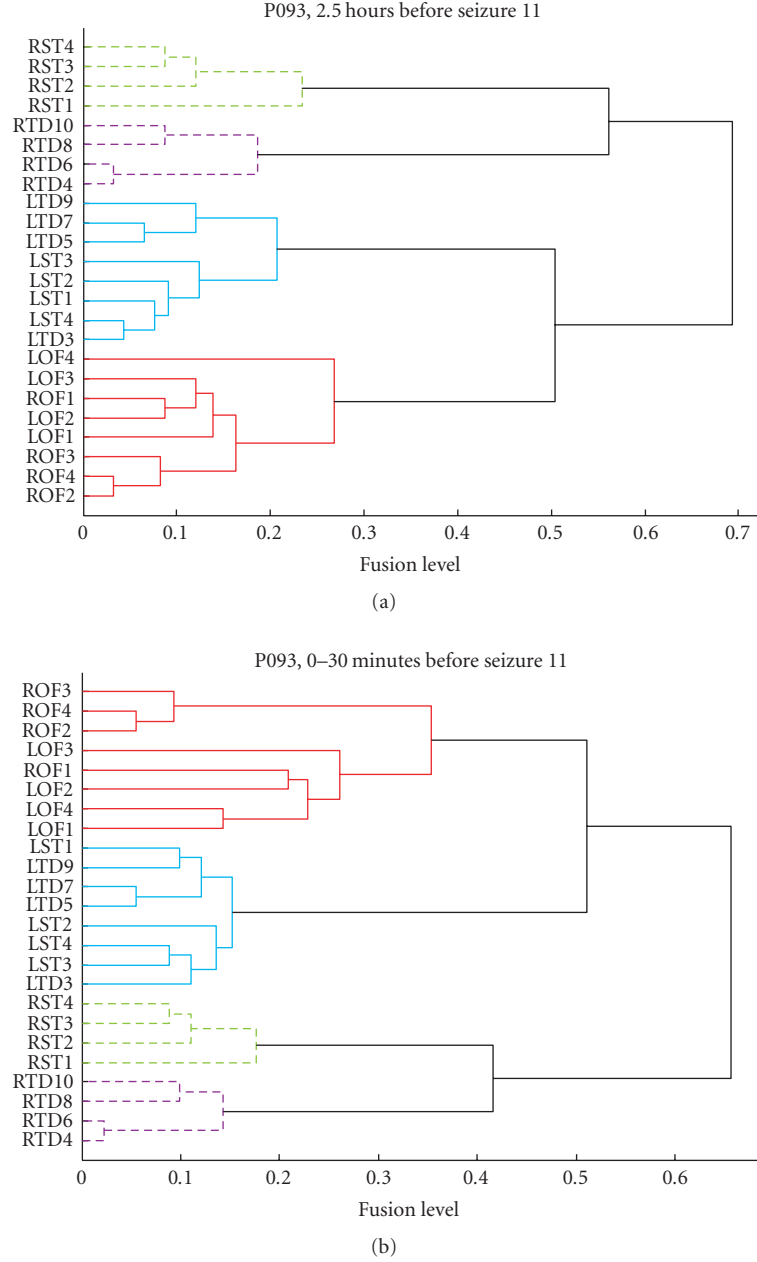 P093, 2.5 hours before seizure 11
RST4
RST3
RST2
RST1
RTD10
RTD8
RTD6
RTD4
LTD9
LTD7
LTD5
LST3
LST2
LST1
LST4
LTD3
LOF4
LOF3
ROF1
LOF2
LOF1
ROF3
ROF4
ROF2
0 0.1 0.2 0.3 0.4 0.5 0.6 0.7
Fusion level
(a)
P093, 0–30 minutes before seizure 11
ROF3
ROF4
ROF2
LOF3
ROF1
LOF2
LOF4
LOF1
LST1
LTD9
LTD7
LTD5
LST2
LST4
LST3
LTD3
RST4
RST3
RST2
RST1
RTD10
RTD8
RTD6
RTD4
0 0.1 0.2 0.3 0.4 0.5 0.6
Fusion level
(b)